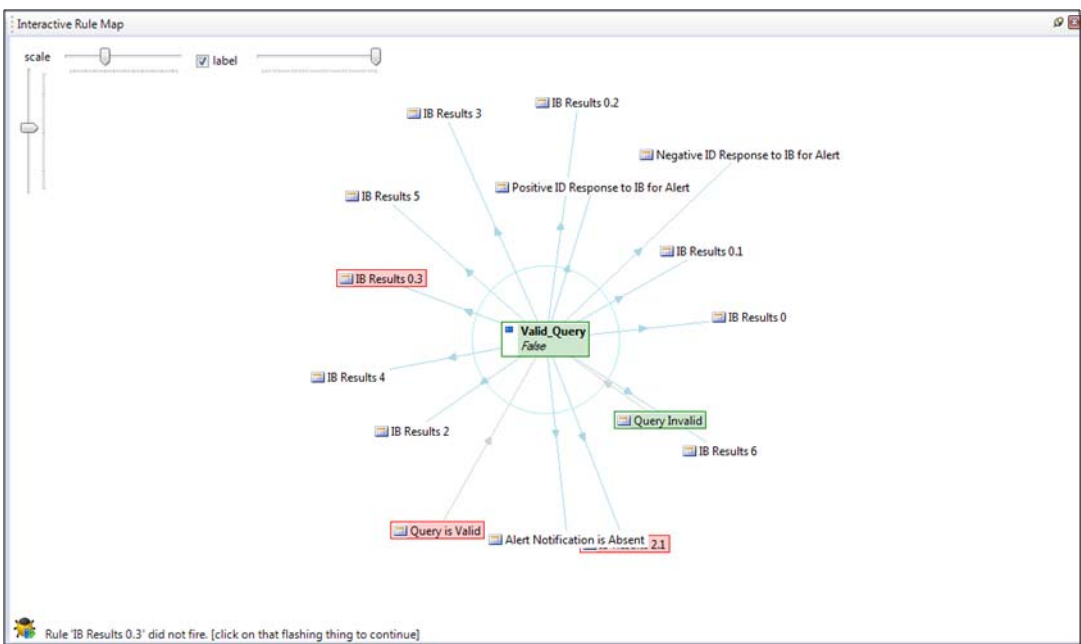 Interactive Rule Map
scale
label
IB Results 3
IB Results 0.2
Negative ID Response to IB for Alert
Positive ID Response to IB for Alert
IB Results 5
IB Results 0.1
IB Results 0.3
IB Results 0
Valid_Query
False
IB Results 4
Query Invalid
IB Results 2
IB Results 6
Query is Valid
Alert Notification is Absent
2.1
Rule 'IB Results 0.3' did not fire. [click on that flashing thing to continue]